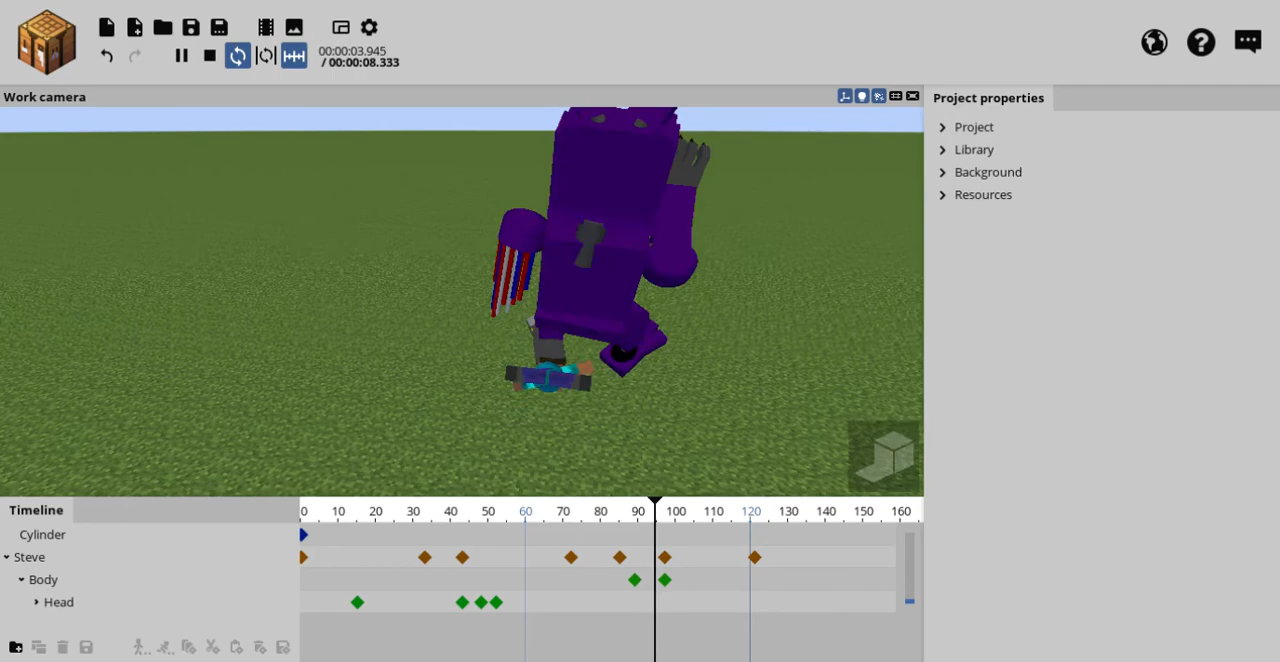 00:00:03.945
/ 00:00:08.333
Work camera
Project properties
Project
Library
Background
Resources
Timeline
0 10 20 30 40 50 60 70 80 90 100 110 120 130 140 150 160
Cylinder
Steve
Body
Head